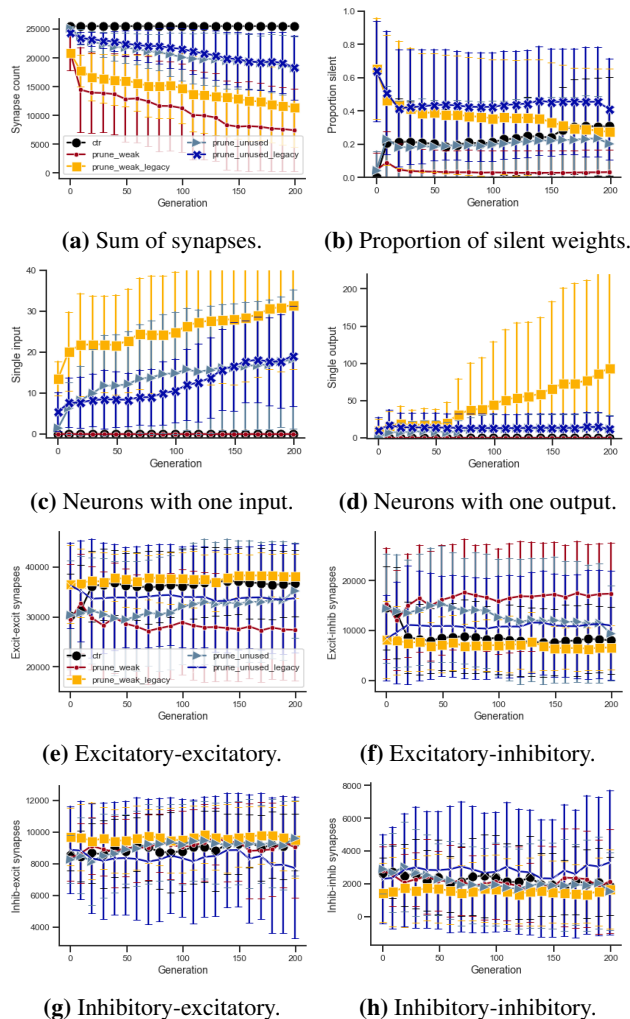 25000
20000
15000
10000
5000
0
Synapse count
ctr
prune_weak
prune_weak_legacy
prune_unused
prune_unused_legacy
0 50 100 150 200
Generation
(a) Sum of synapses.
1.0
0.8
0.6
0.4
0.2
0.0
Proportion silent
0 50 100 150 200
Generation
(b) Proportion of silent weights.
40
30
20
10
0
Single input
0 50 100 150 200
Generation
(c) Neurons with one input.
200
150
100
50
0
Single output
0 50 100 150 200
Generation
(d) Neurons with one output.
40000
30000
20000
Excit-excit synapses
ctr
prune_weak
prune_weak_legacy
prune_unused
prune_unused_legacy
0 50 100 150 200
Generation
(e) Excitatory-excitatory.
20000
10000
0
Excit-inhib synapses
0 50 100 150 200
Generation
(f) Excitatory-inhibitory.
12000
10000
8000
6000
4000
Inhib-excit synapses
0 50 100 150 200
Generation
(g) Inhibitory-excitatory.
8000
6000
4000
2000
0
Inhib-inhib synapses
0 50 100 150 200
Generation
(h) Inhibitory-inhibitory.